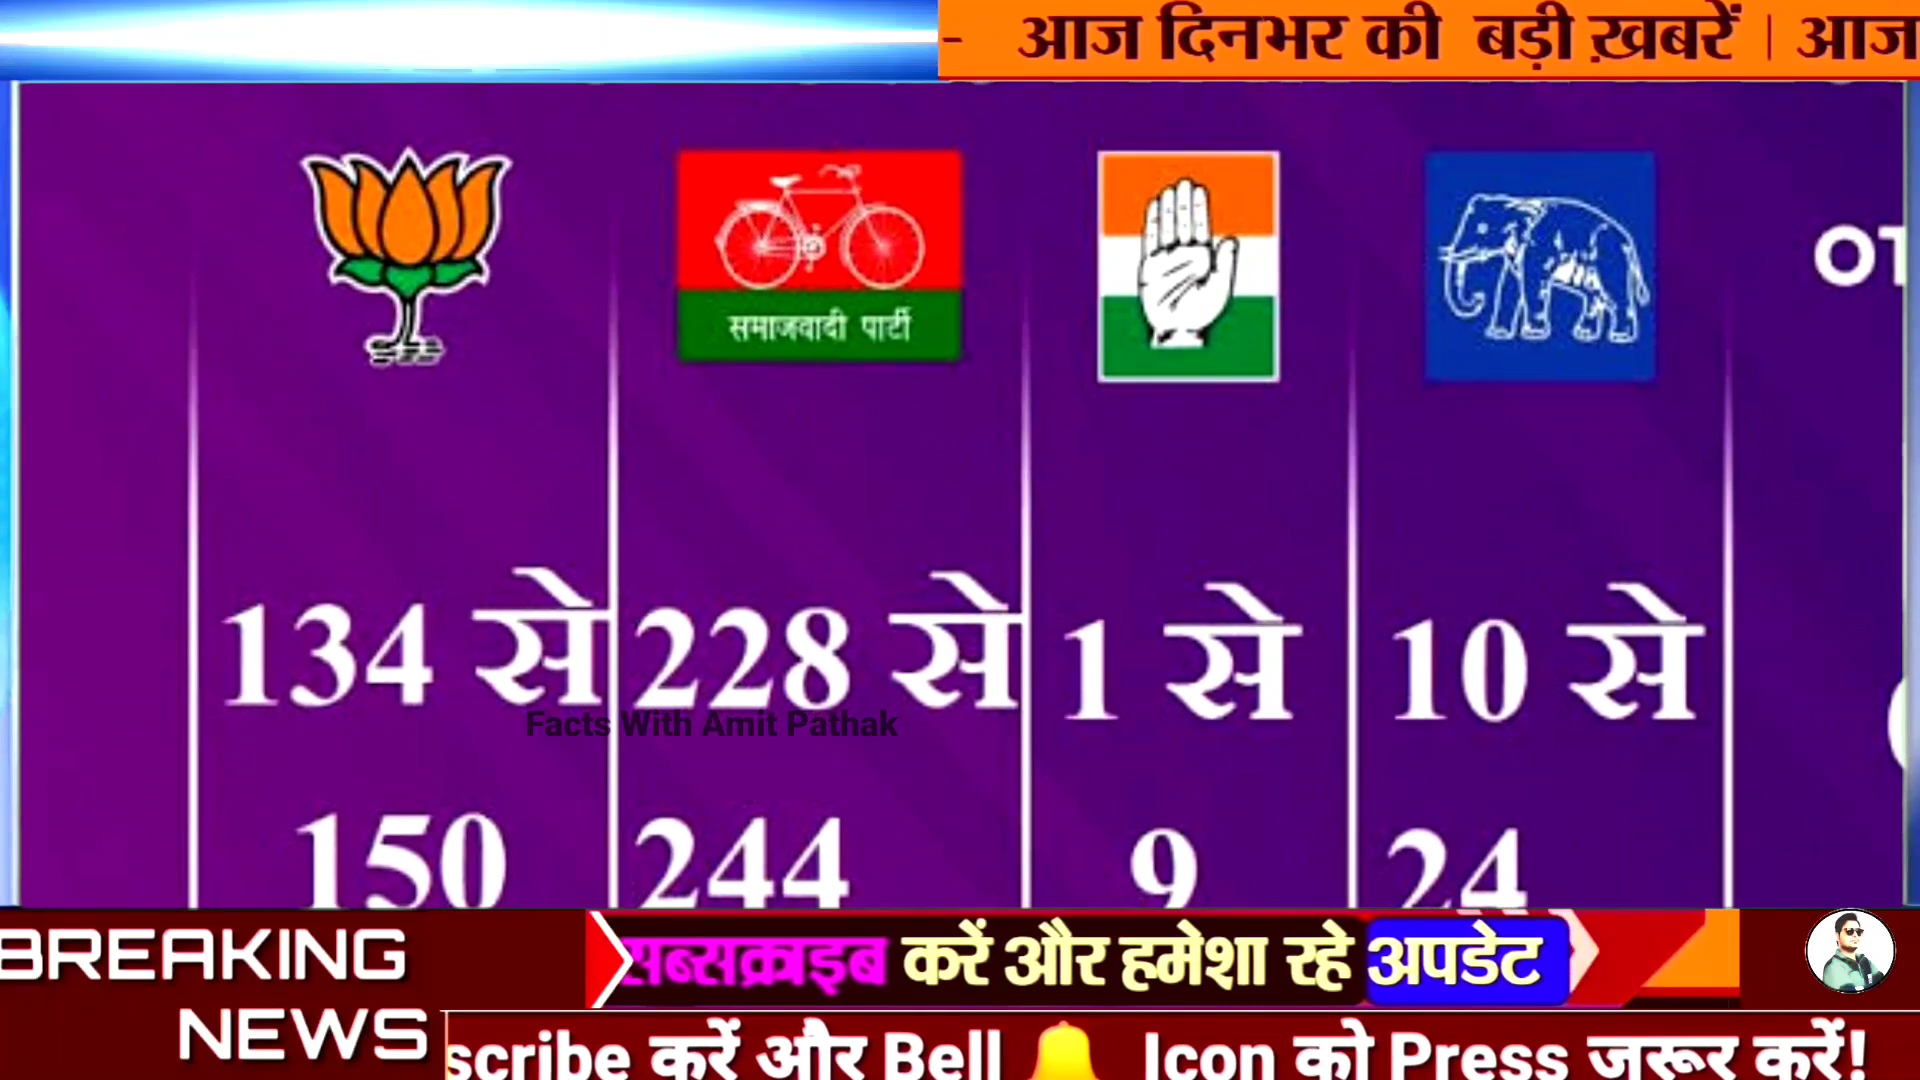 - आज दिनभर की बड़ी ख़बरें | आज
समाजवादी पार्टी
134 से 228 से 1 से 10 से
Facts With Amit Pathak
150 244 9 24
BREAKING
NEWS
सब्सक्राइब करें और हमेशा रहे अपडेट
scribe करें और Bell 🔔 Icon को Press जरूर करें!